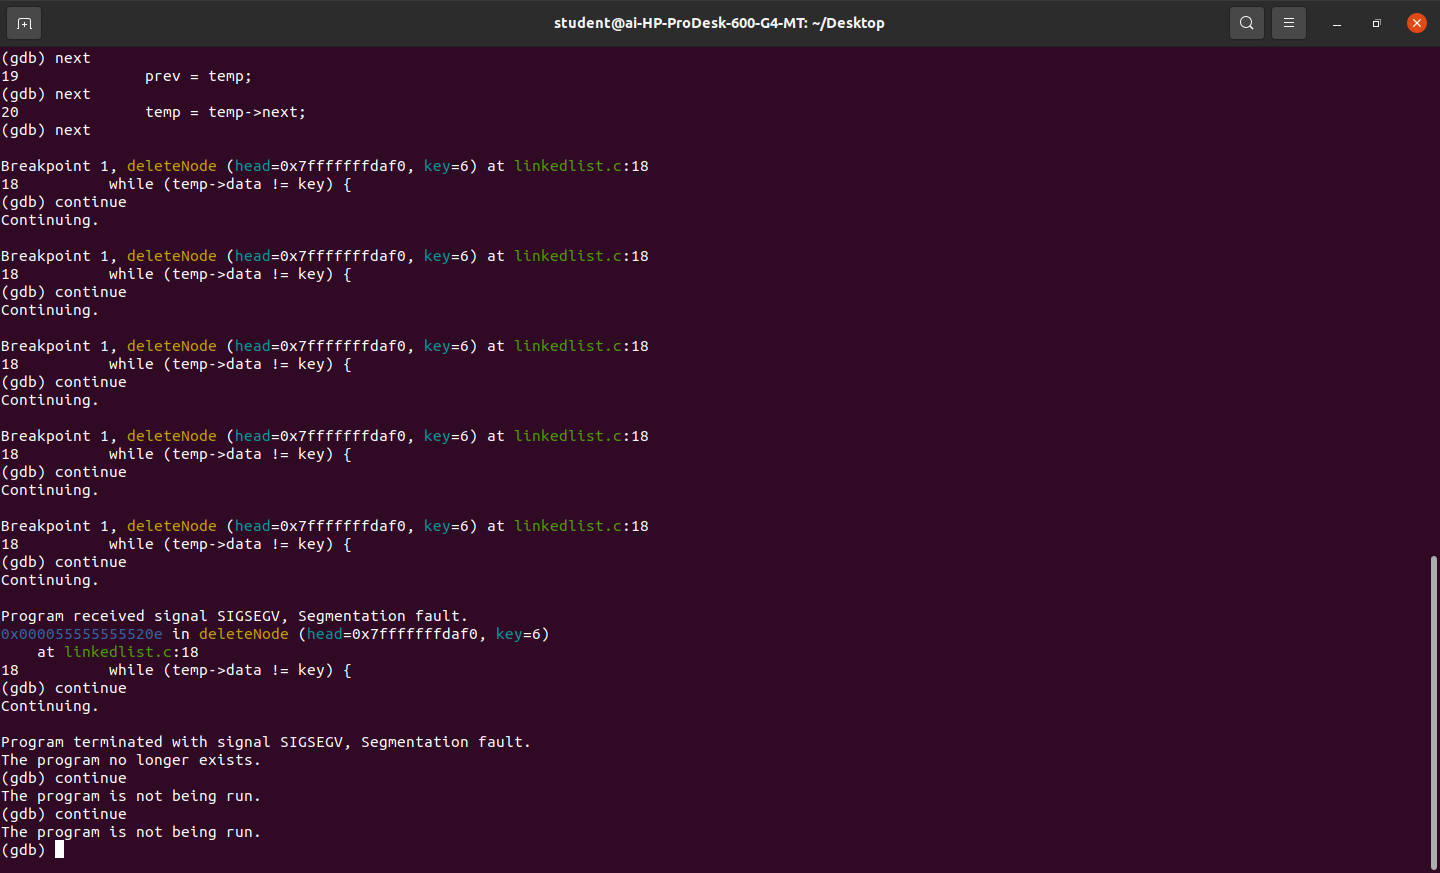 student@ai-HP-ProDesk-600-G4-MT: ~/Desktop
(gdb) next
19              prev = temp;
(gdb) next
20              temp = temp->next;
(gdb) next
Breakpoint 1, deleteNode (head=0x7fffffffdaf0, key=6) at linkedlist.c:18
18          while (temp->data != key) {
(gdb) continue
Continuing.
Breakpoint 1, deleteNode (head=0x7fffffffdaf0, key=6) at linkedlist.c:18
18          while (temp->data != key) {
(gdb) continue
Continuing.
Breakpoint 1, deleteNode (head=0x7fffffffdaf0, key=6) at linkedlist.c:18
18          while (temp->data != key) {
(gdb) continue
Continuing.
Breakpoint 1, deleteNode (head=0x7fffffffdaf0, key=6) at linkedlist.c:18
18          while (temp->data != key) {
(gdb) continue
Continuing.
Breakpoint 1, deleteNode (head=0x7fffffffdaf0, key=6) at linkedlist.c:18
18          while (temp->data != key) {
(gdb) continue
Continuing.
Program received signal SIGSEGV, Segmentation fault.
0x000055555555520e in deleteNode (head=0x7fffffffdaf0, key=6)
    at linkedlist.c:18
18          while (temp->data != key) {
(gdb) continue
Continuing.
Program terminated with signal SIGSEGV, Segmentation fault.
The program no longer exists.
(gdb) continue
The program is not being run.
(gdb) continue
The program is not being run.
(gdb)